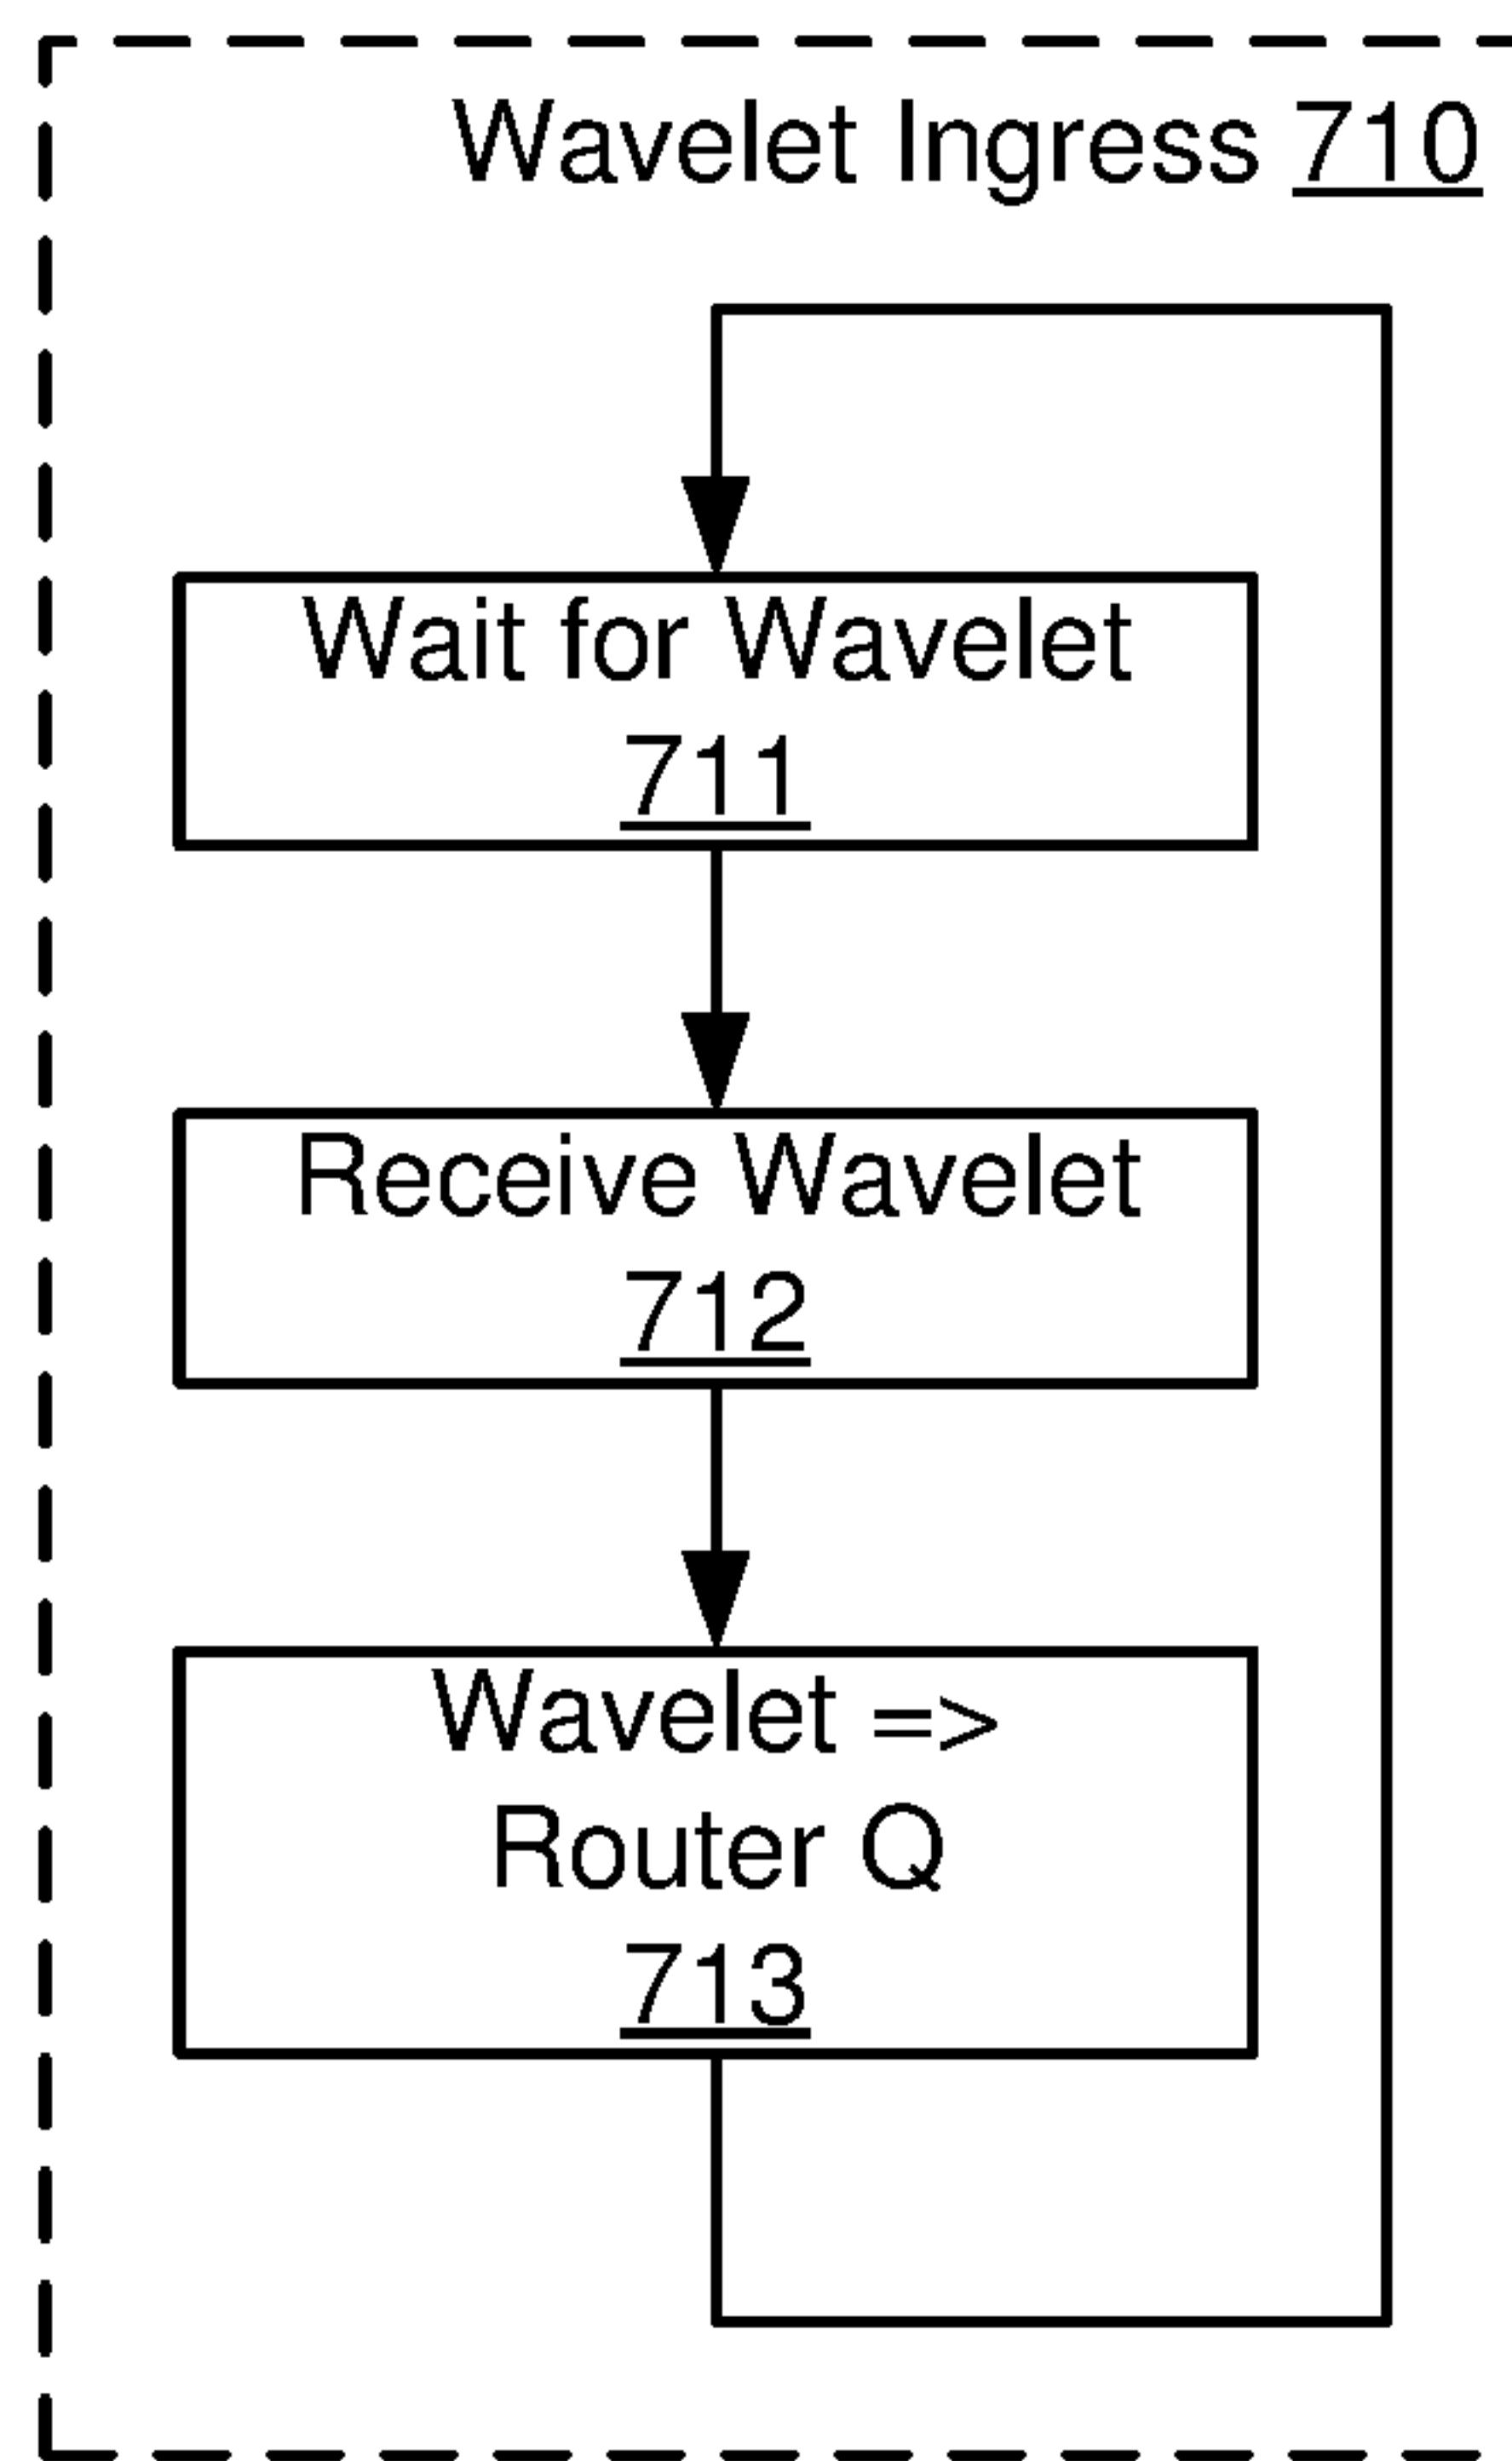 Wavelet Ingress 710
Wait for Wavelet
711
Receive Wavelet
712
Wavelet =>
Router Q
713